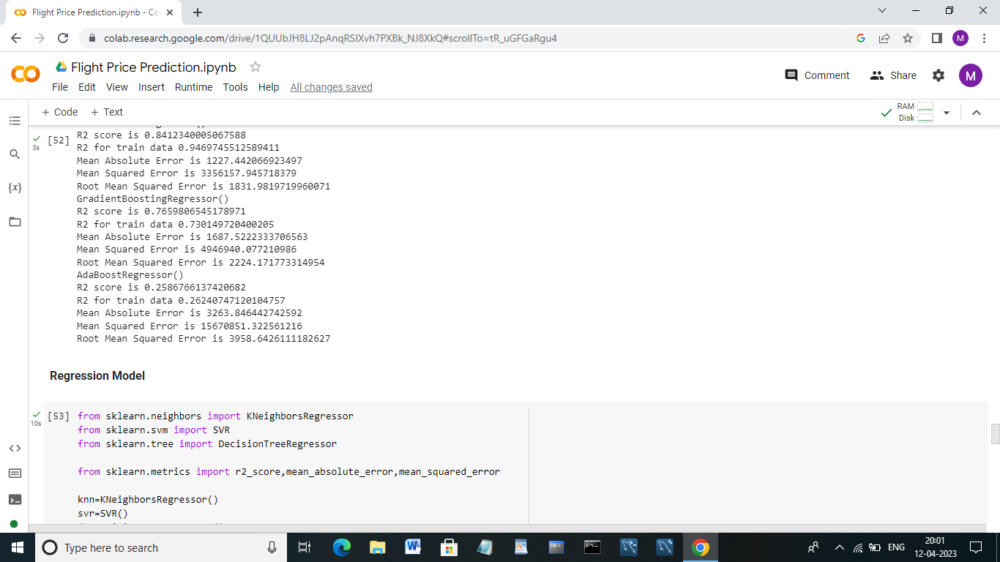 Flight Price Prediction.ipynb - Co
colab.research.google.com/drive/1QUUbJH8LJ2pAnqRSIXvh7PXBk_NJ8XkQ#scrollTo=tR_uGFGaRgu4
M
Flight Price Prediction.ipynb
File Edit View Insert Runtime Tools Help All changes saved
Comment Share M
+ Code + Text
RAM
Disk
[52]
3s
R2 score is 0.8412340005067588
R2 for train data 0.9469745512589411
Mean Absolute Error is 1227.442066923497
Mean Squared Error is 3356157.945718379
Root Mean Squared Error is 1831.9819719960071
GradientBoostingRegressor()
R2 score is 0.7659806545178971
R2 for train data 0.730149720400205
Mean Absolute Error is 1687.5222333706563
Mean Squared Error is 4946940.077210986
Root Mean Squared Error is 2224.171773314954
AdaBoostRegressor()
R2 score is 0.2586766137420682
R2 for train data 0.26240747120104757
Mean Absolute Error is 3263.846442742592
Mean Squared Error is 15670851.322561216
Root Mean Squared Error is 3958.6426111182627
Regression Model
[53]
10s
from sklearn.neighbors import KNeighborsRegressor
from sklearn.svm import SVR
from sklearn.tree import DecisionTreeRegressor
from sklearn.metrics import r2_score,mean_absolute_error,mean_squared_error
knn=KNeighborsRegressor()
svr=SVR()
Type here to search
ENG
20:01
12-04-2023